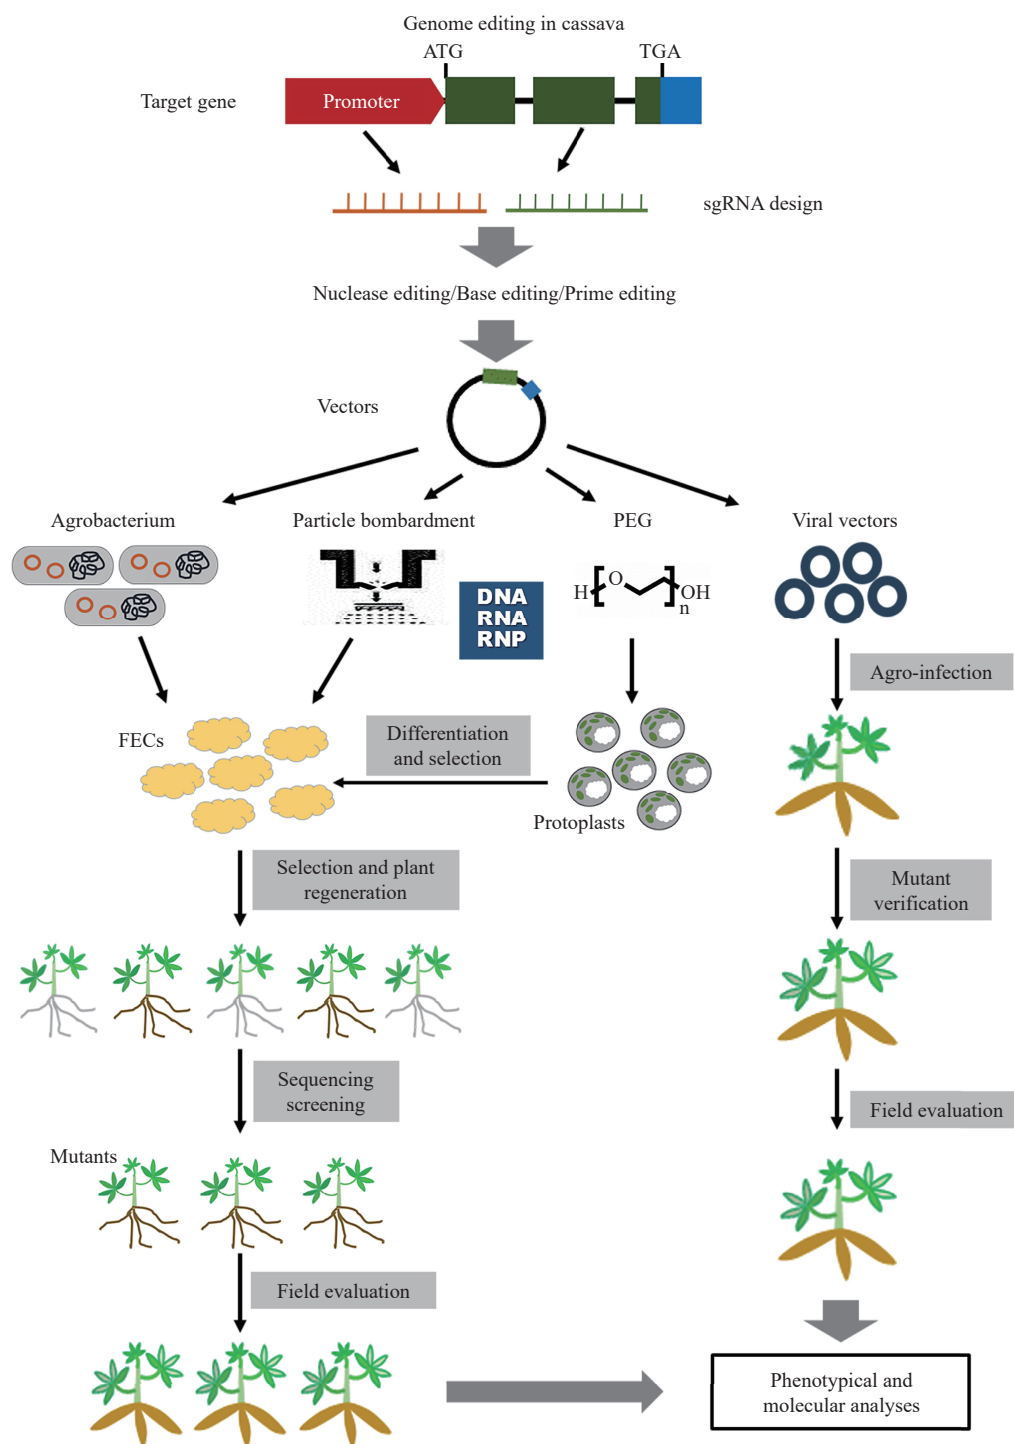 Genome editing in cassava
ATG
TGA
Target gene
Promoter
sgRNA design
Nuclease editing/Base editing/Prime editing
Vectors
Agrobacterium
Particle bombardment
PEG
Viral vectors
DNA
RNA
RNP
H
O
n
OH
Agro-infection
FECs
Differentiation
and selection
Protoplasts
Selection and plant
regeneration
Mutant
verification
Sequencing
screening
Field evaluation
Mutants
Field evaluation
Phenotypical and
molecular analyses